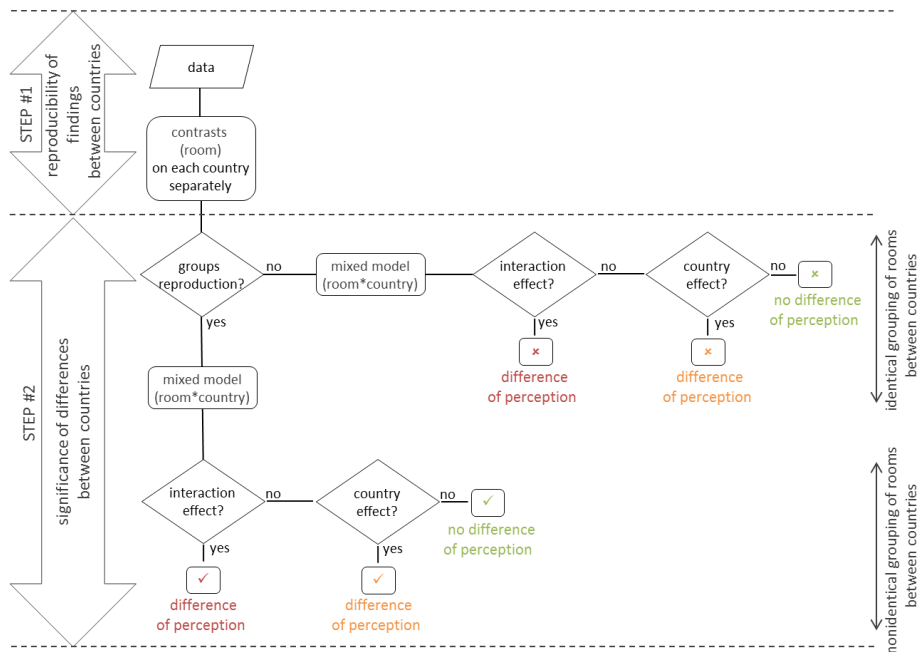 STEP #1
reproducibility of
findings
between countries
data
contrasts
(room)
on each country
separately
STEP #2
significance of differences
between countries
groups
reproduction?
no
mixed model
(room*country)
interaction
effect?
no
country
effect?
no
×
no difference
of perception
yes
×
difference
of perception
yes
×
difference
of perception
identical grouping of rooms
between countries
yes
mixed model
(room*country)
interaction
effect?
no
country
effect?
no
✓
no difference
of perception
yes
✓
difference
of perception
yes
✓
difference
of perception
nonidentical grouping of rooms
between countries